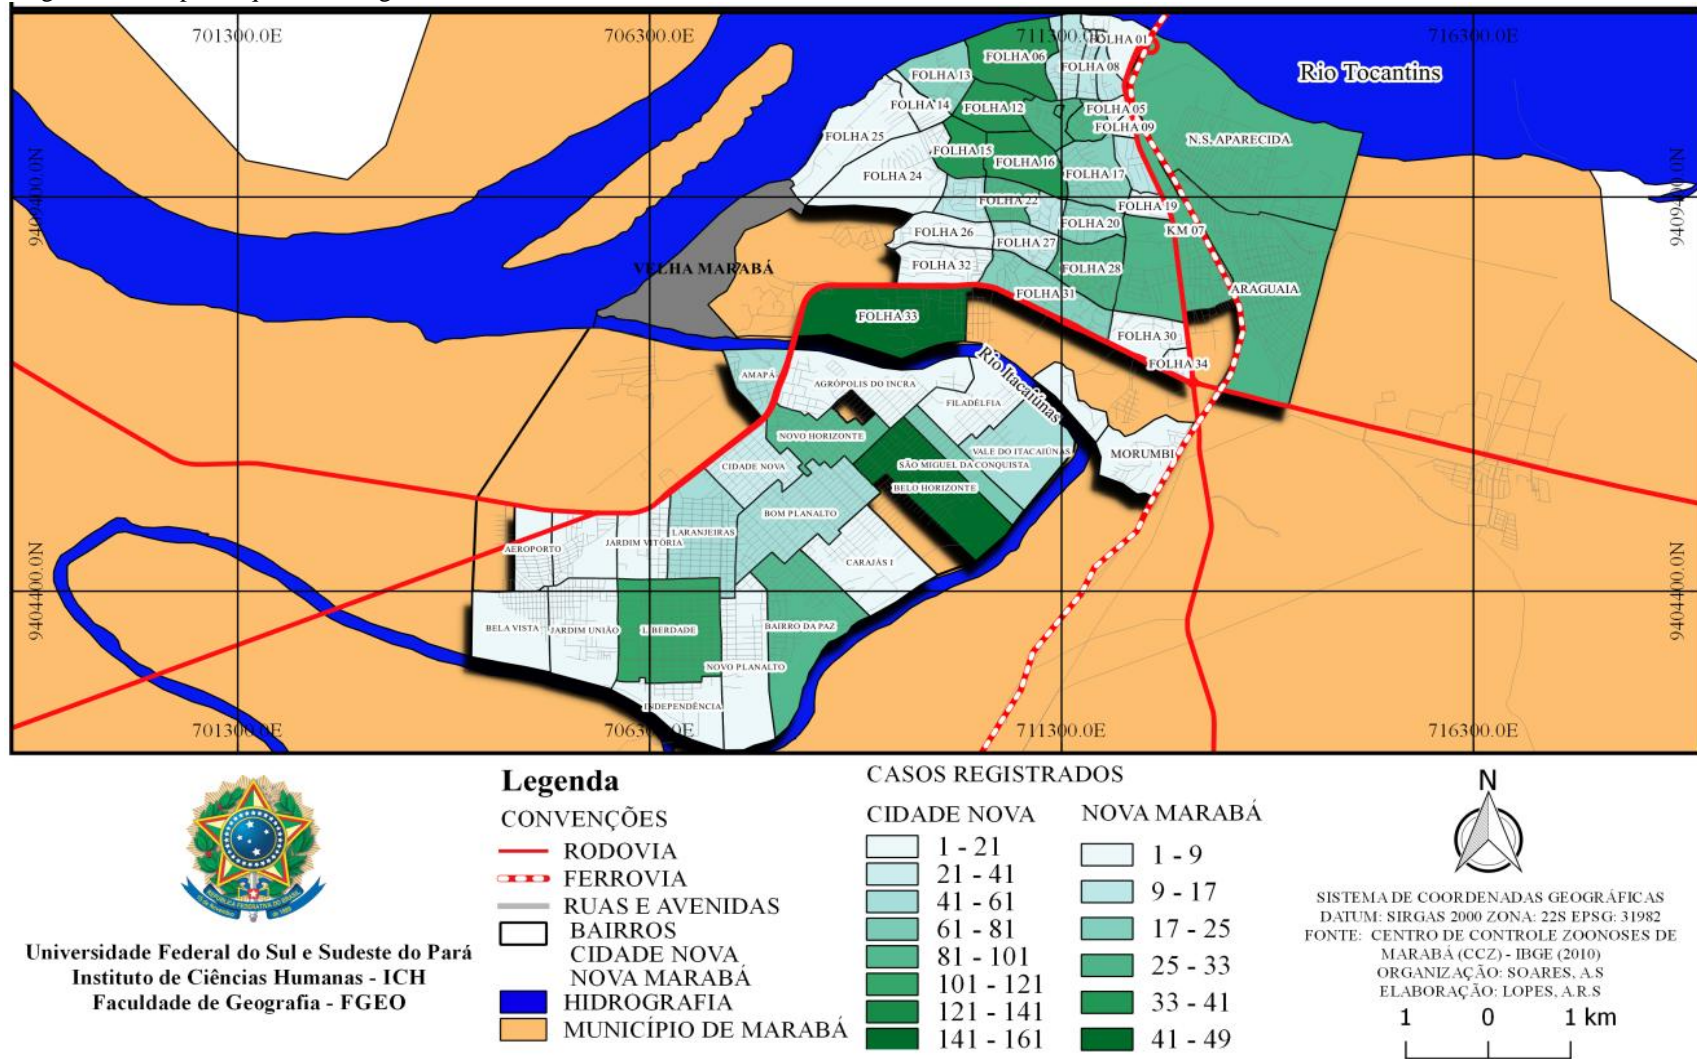 701300.0E
706300.0E
711300.0E
716300.0E
FOLHA 01
FOLHA 06
FOLHA 08
Rio Tocantins
FOLHA 13
FOLHA 14
FOLHA 12
FOLHA 05
FOLHA 09
FOLHA 25
N.S. APARECIDA
FOLHA 15
FOLHA 16
FOLHA 24
FOLHA 17
9409400.0N
9409400.0N
FOLHA 22
FOLHA 19
FOLHA 20
KM 07
FOLHA 26
FOLHA 27
VELHA MARABÁ
FOLHA 32
FOLHA 28
FOLHA 31
ARAGUAIA
FOLHA 33
FOLHA 30
FOLHA 34
Rio Itacaiúnas
AMAPÁ
AGRÓPOLIS DO INCRA
FILADÉLFIA
NOVO HORIZONTE
VALE DO ITACAIÚNAS
MORUMBI
CIDADE NOVA
SÃO MIGUEL DA CONQUISTA
BELO HORIZONTE
BOM PLANALTO
LARANJEIRAS
AEROPORTO
JARDIM VITÓRIA
CARAJÁS I
9404400.0N
9404400.0N
BELA VISTA
JARDIM UNIÃO
LIBERDADE
BAIRRO DA PAZ
NOVO PLANALTO
INDEPENDÊNCIA
701300.0E
706300.0E
711300.0E
716300.0E
Universidade Federal do Sul e Sudeste do Pará
Instituto de Ciências Humanas - ICH
Faculdade de Geografia - FGEO
Legenda
CONVENÇÕES
RODOVIA
FERROVIA
RUAS E AVENIDAS
BAIRROS
CIDADE NOVA
NOVA MARABÁ
HIDROGRAFIA
MUNICÍPIO DE MARABÁ
CASOS REGISTRADOS
CIDADE NOVA
1 - 21
21 - 41
41 - 61
61 - 81
81 - 101
101 - 121
121 - 141
141 - 161
NOVA MARABÁ
1 - 9
9 - 17
17 - 25
25 - 33
33 - 41
41 - 49
N
SISTEMA DE COORDENADAS GEOGRÁFICAS
DATUM: SIRGAS 2000 ZONA: 22S EPSG: 31982
FONTE: CENTRO DE CONTROLE ZOONOSES DE
MARABÁ (CCZ) - IBGE (2010)
ORGANIZAÇÃO: SOARES, A.S
ELABORAÇÃO: LOPES, A.R.S
1 0 1 km